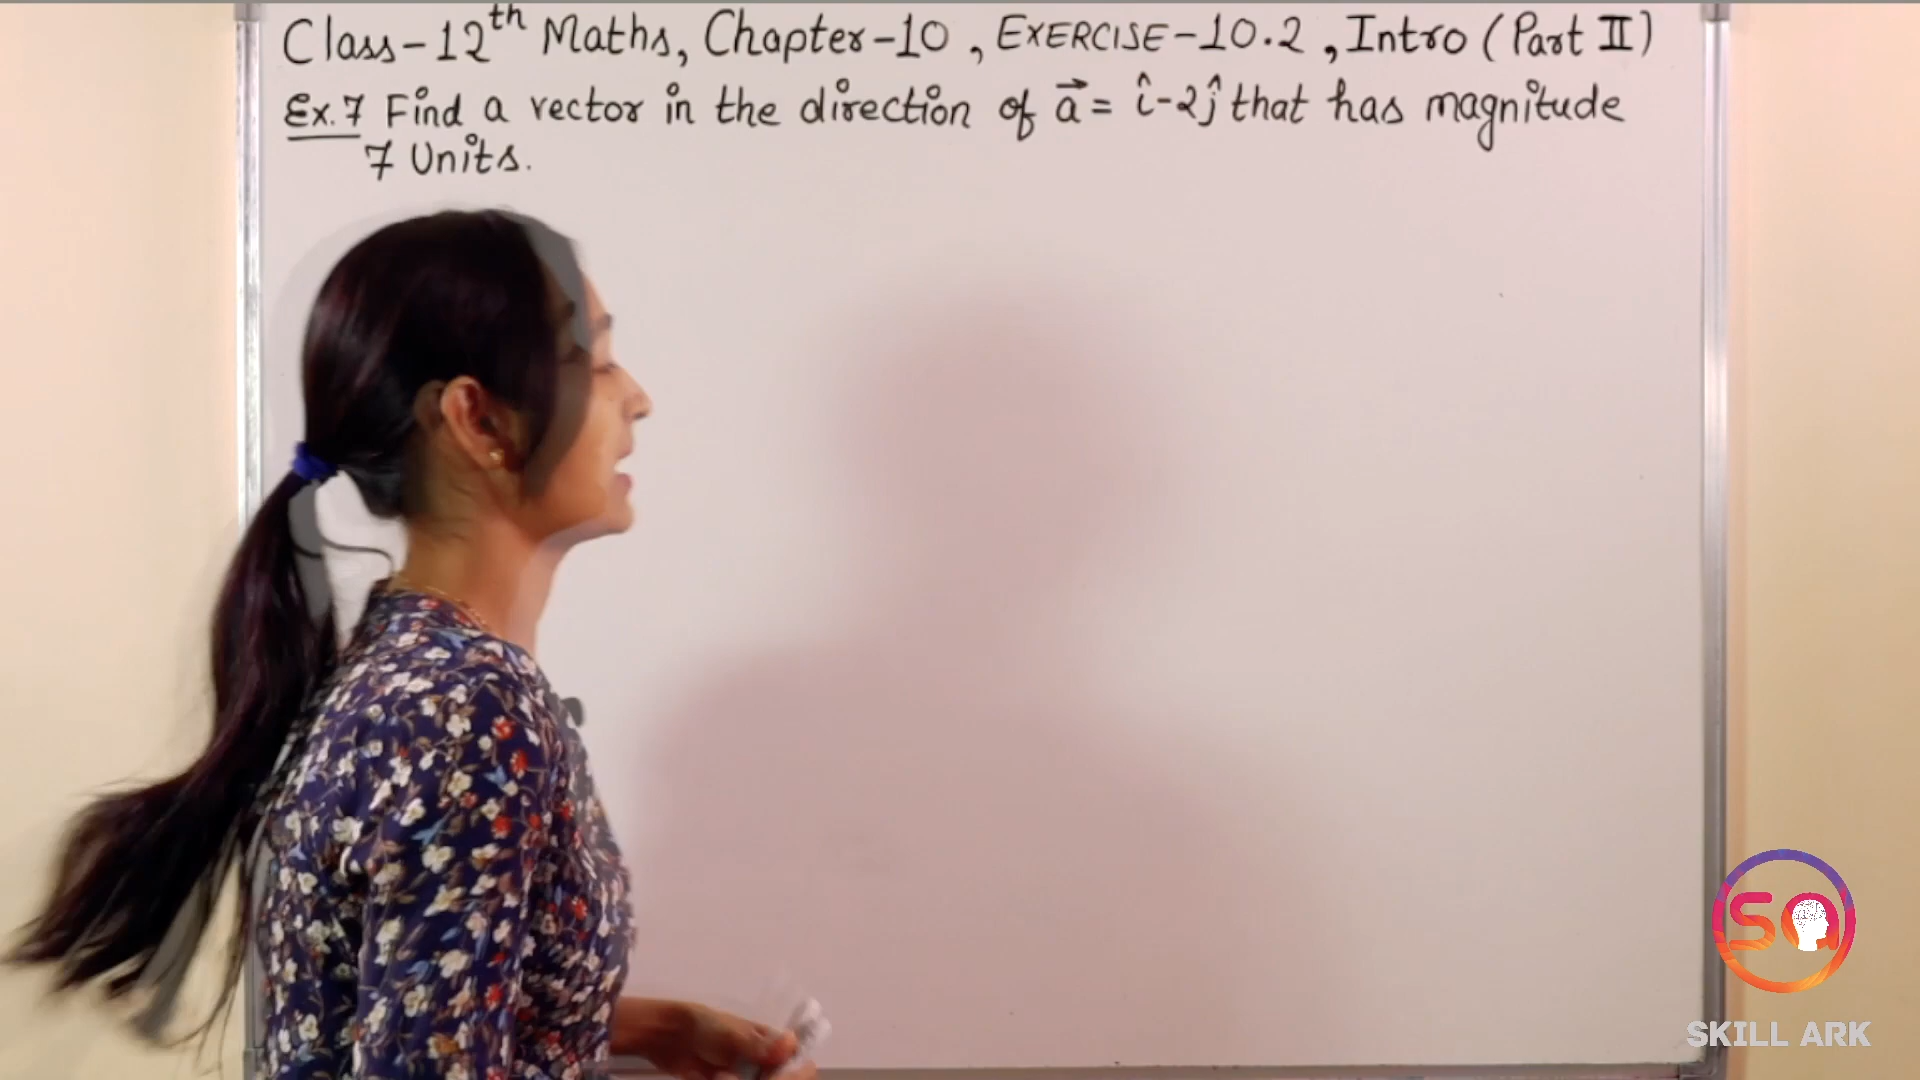 Class-12th Maths, Chapter-10, EXERCISE-10.2, Intro (Part II)
Ex.7 Find a vector in the direction of a⃗ = î-2ĵ that has magnitude
7 Units.
SA
SKILL ARK